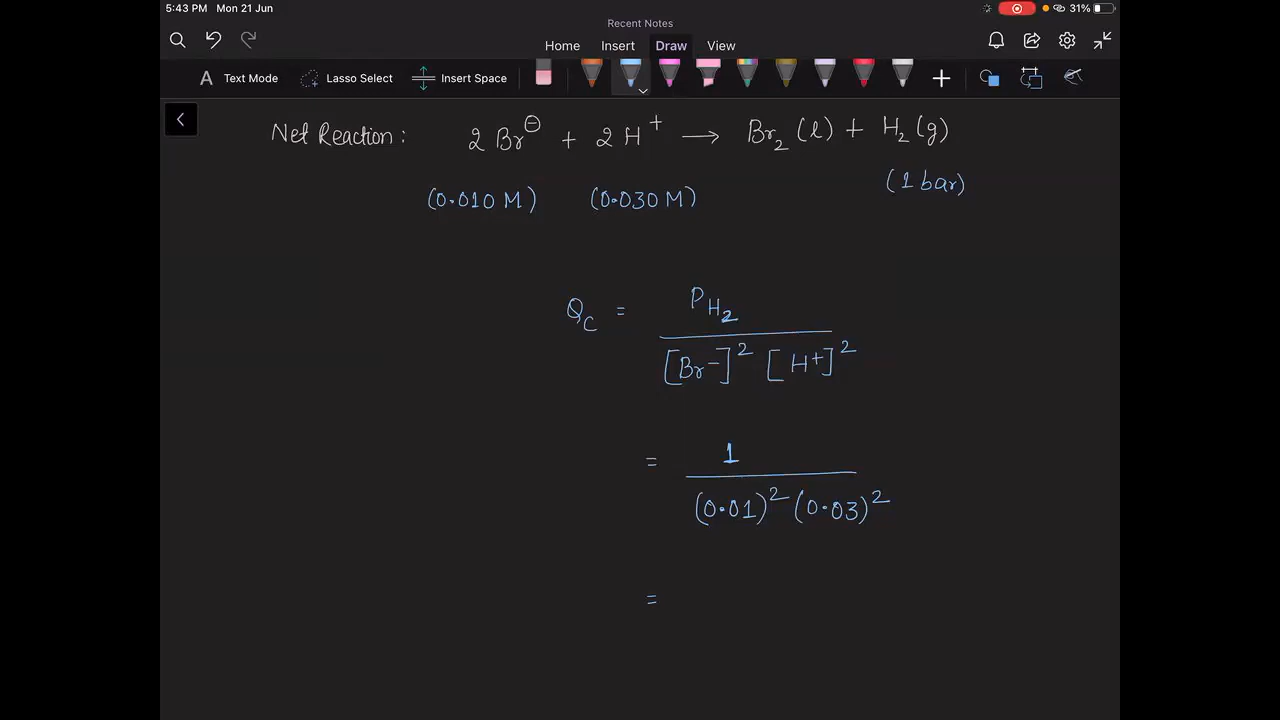 5:43 PM Mon 21 Jun
31%
Recent Notes
Home Insert Draw View
A Text Mode Lasso Select Insert Space
Net Reaction : 2 Br⊖ + 2 H⁺ → Br₂ (l) + H₂ (g)
(0.010 M) (0.030 M) (1 bar)
Q_C = P_H₂ / [Br⁻]² [H⁺]²
= 1 / (0.01)² (0.03)²
=